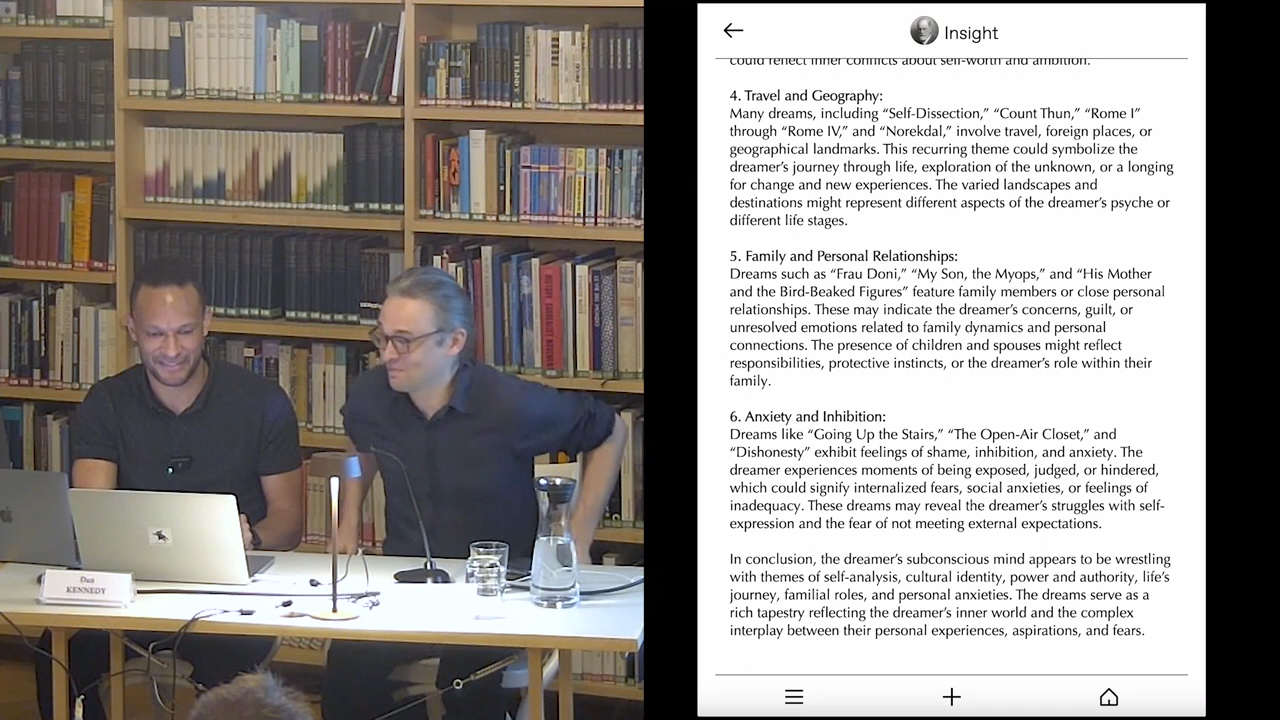 Dan
KENNEDY
Insight
could reflect inner conflicts about self-worth and ambition.
4. Travel and Geography:
Many dreams, including “Self-Dissection,” “Count Thun,” “Rome I”
through “Rome IV,” and “Norekdal,” involve travel, foreign places, or
geographical landmarks. This recurring theme could symbolize the
dreamer’s journey through life, exploration of the unknown, or a longing
for change and new experiences. The varied landscapes and
destinations might represent different aspects of the dreamer’s psyche or
different life stages.
5. Family and Personal Relationships:
Dreams such as “Frau Doni,” “My Son, the Myops,” and “His Mother
and the Bird-Beaked Figures” feature family members or close personal
relationships. These may indicate the dreamer’s concerns, guilt, or
unresolved emotions related to family dynamics and personal
connections. The presence of children and spouses might reflect
responsibilities, protective instincts, or the dreamer’s role within their
family.
6. Anxiety and Inhibition:
Dreams like “Going Up the Stairs,” “The Open-Air Closet,” and
“Dishonesty” exhibit feelings of shame, inhibition, and anxiety. The
dreamer experiences moments of being exposed, judged, or hindered,
which could signify internalized fears, social anxieties, or feelings of
inadequacy. These dreams may reveal the dreamer’s struggles with self-
expression and the fear of not meeting external expectations.
In conclusion, the dreamer’s subconscious mind appears to be wrestling
with themes of self-analysis, cultural identity, power and authority, life’s
journey, familial roles, and personal anxieties. The dreams serve as a
rich tapestry reflecting the dreamer’s inner world and the complex
interplay between their personal experiences, aspirations, and fears.